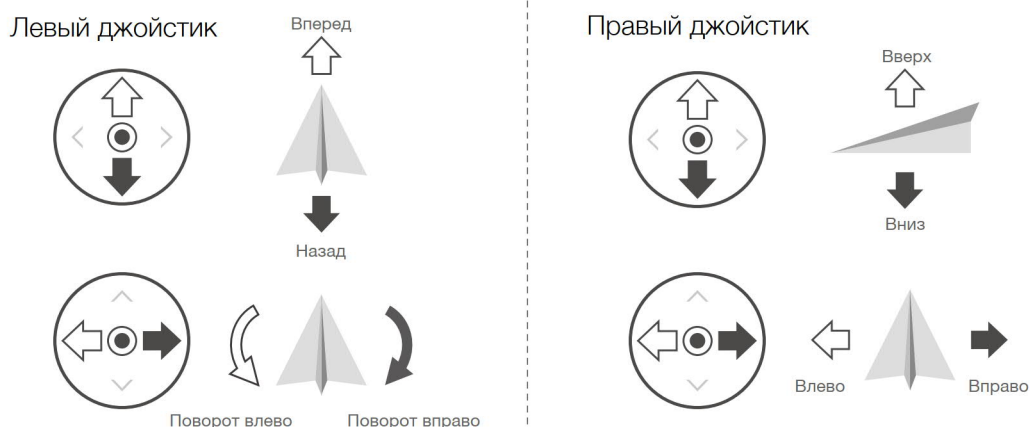 Левый джойстик
Вперед
Назад
Поворот влево
Поворот вправо
Правый джойстик
Вверх
Вниз
Влево
Вправо